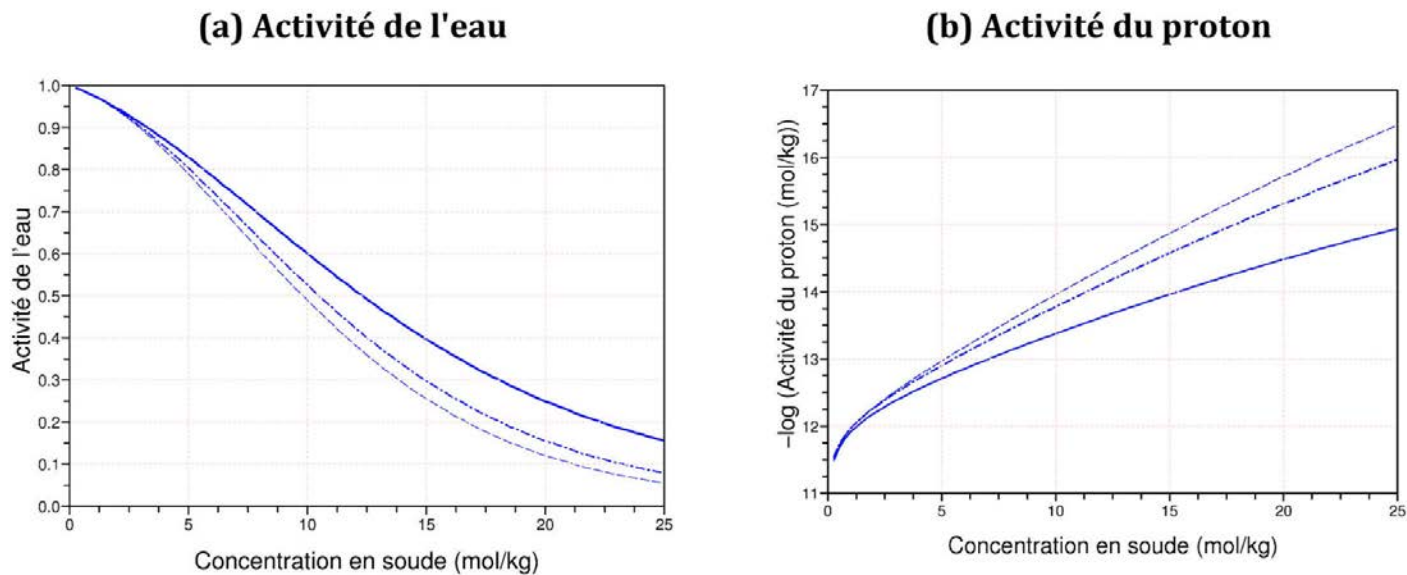 (a) Activité de l'eau
1.0
0.9
0.8
0.7
0.6
0.5
0.4
0.3
0.2
0.1
0.0
Activité de l'eau
0 5 10 15 20 25
Concentration en soude (mol/kg)
(b) Activité du proton
17
16
15
14
13
12
11
−log (Activité du proton (mol/kg))
0 5 10 15 20 25
Concentration en soude (mol/kg)